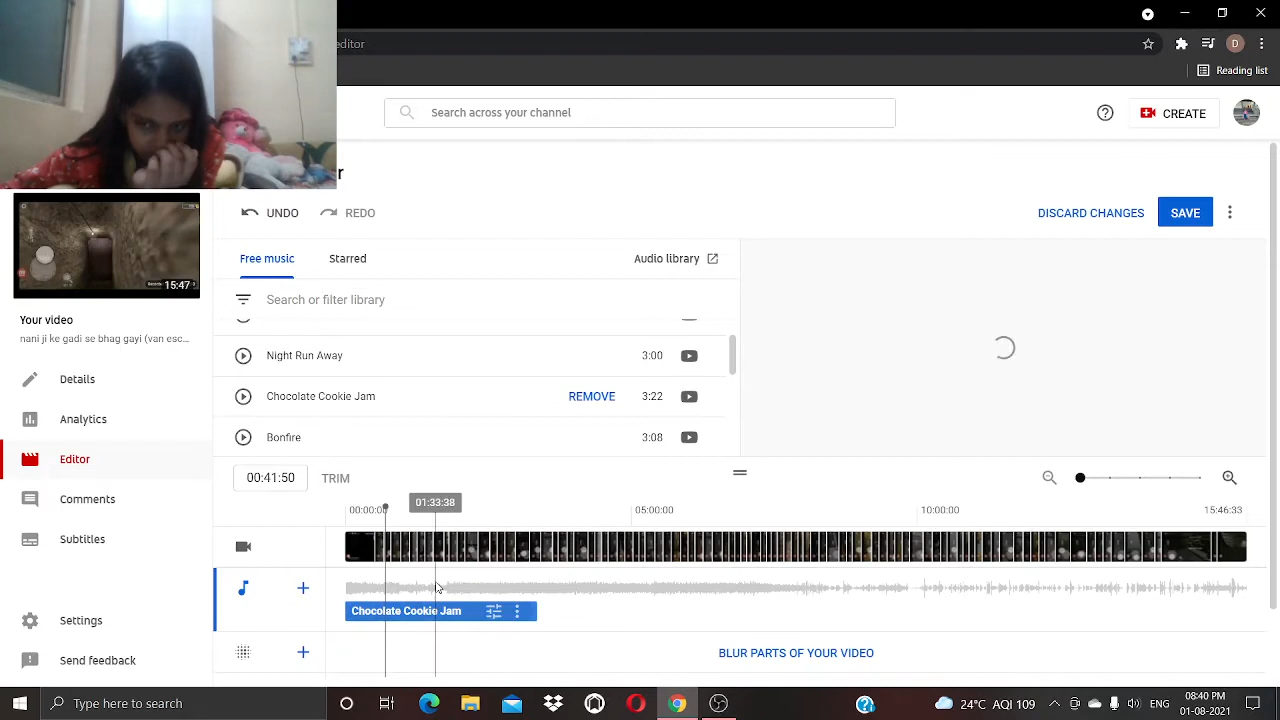 editor
D
Reading list
Search across your channel
CREATE
r
UNDO
REDO
DISCARD CHANGES
SAVE
Free music
Starred
Audio library
Search or filter library
15:47
Your video
nani ji ke gadi se bhag gayi (van esc...
Night Run Away
3:00
Details
Chocolate Cookie Jam
REMOVE
3:22
Analytics
Bonfire
3:08
Editor
00:41:50
TRIM
Comments
01:33:38
00:00:00
05:00:00
10:00:00
15:46:33
Subtitles
Chocolate Cookie Jam
Settings
BLUR PARTS OF YOUR VIDEO
Send feedback
Type here to search
24°C AQI 109
ENG
08:40 PM
01-08-2021